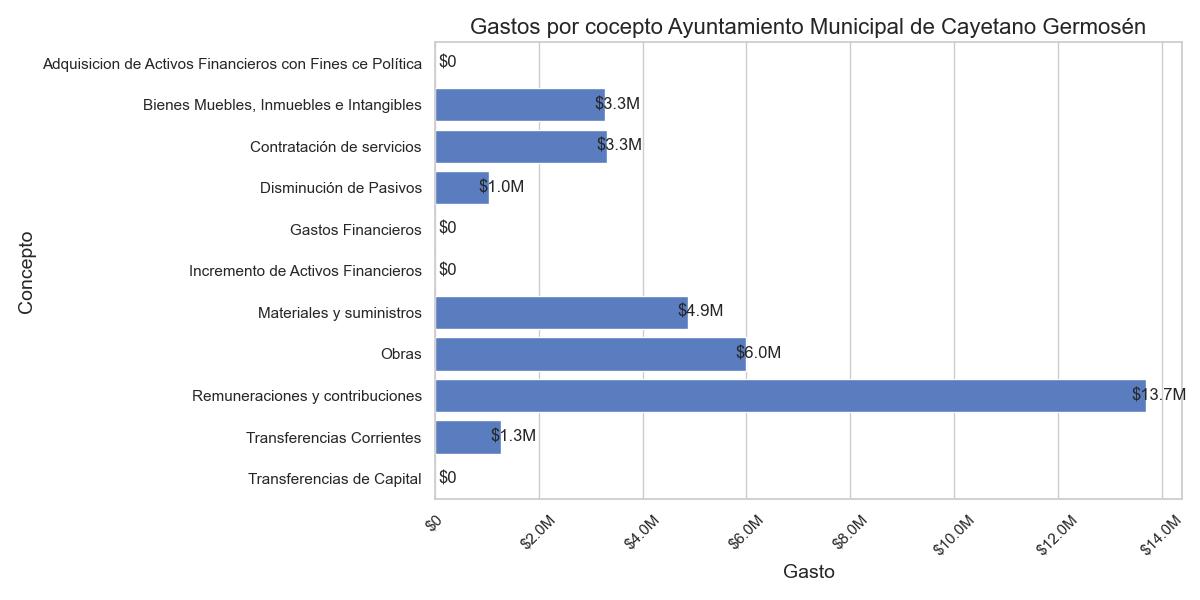 Gastos por cocepto Ayuntamiento Municipal de Cayetano Germosén
Concepto
Adquisicion de Activos Financieros con Fines ce Política $0
Bienes Muebles, Inmuebles e Intangibles $3.3M
Contratación de servicios $3.3M
Disminución de Pasivos $1.0M
Gastos Financieros $0
Incremento de Activos Financieros $0
Materiales y suministros $4.9M
Obras $6.0M
Remuneraciones y contribuciones $13.7M
Transferencias Corrientes $1.3M
Transferencias de Capital $0
$0 $2.0M $4.0M $6.0M $8.0M $10.0M $12.0M $14.0M
Gasto